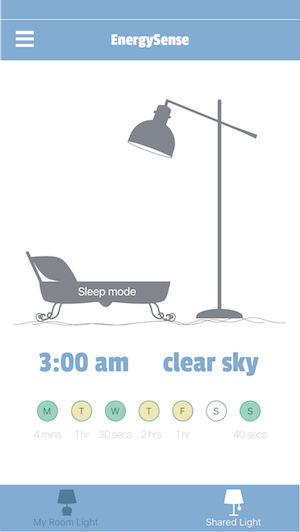 EnergySense
Sleep mode
3:00 am clear sky
M T W T F S S
4 mins 1 hr 30 secs 2 hrs 1 hr 40 secs
My Room Light Shared Light